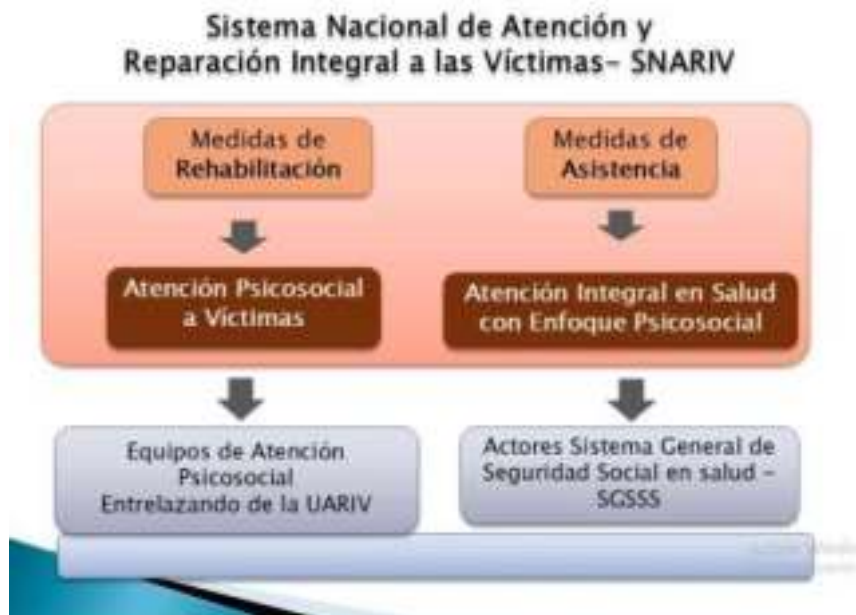 Sistema Nacional de Atención y
Reparación Integral a las Víctimas- SNARIV
Medidas de
Rehabilitación
Medidas de
Asistencia
Atención Psicosocial
a Víctimas
Atención Integral en Salud
con Enfoque Psicosocial
Equipos de Atención
Psicosocial
Entrelazando de la UARIV
Actores Sistema General de
Seguridad Social en salud -
SGSSS